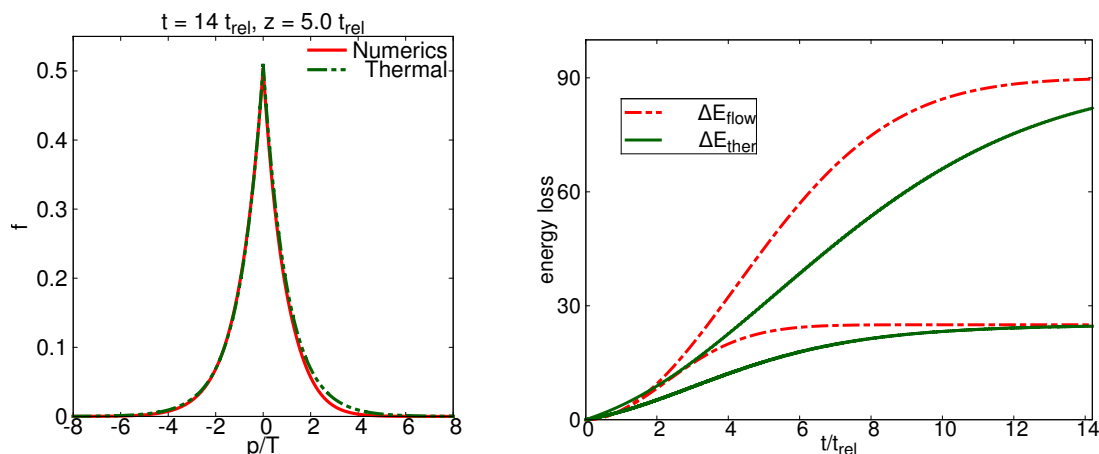 t = 14 t_rel, z = 5.0 t_rel
Numerics
Thermal
0.5
0.4
0.3
0.2
0.1
0
f
-8 -6 -4 -2 0 2 4 6 8
p/T
90
60
30
0
energy loss
ΔE_flow
ΔE_ther
0 2 4 6 8 10 12 14
t/t_rel